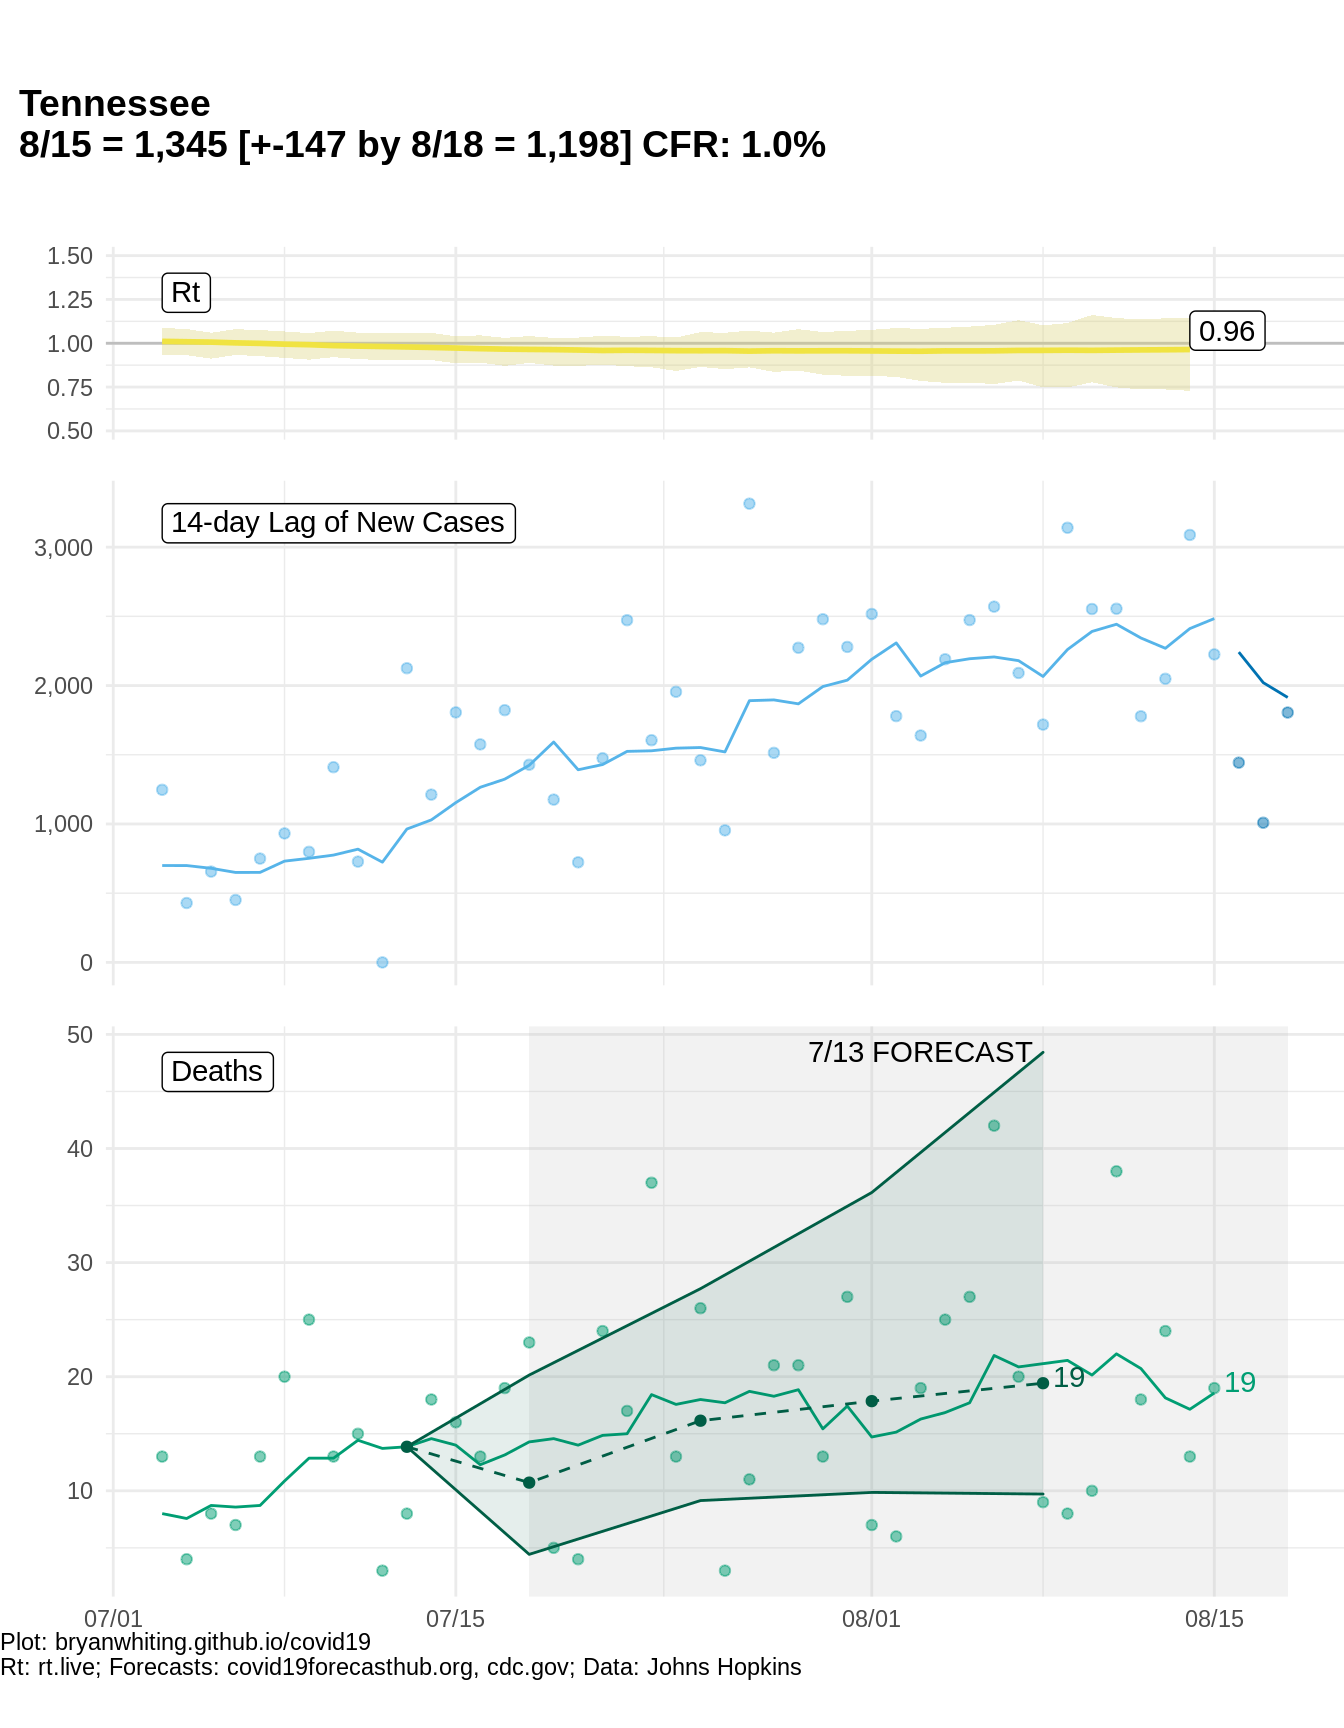 Tennessee
8/15 = 1,345 [+-147 by 8/18 = 1,198] CFR: 1.0%
1.50
1.25
1.00
0.75
0.50
Rt
0.96
14-day Lag of New Cases
3,000
2,000
1,000
0
50
40
30
20
10
Deaths
7/13 FORECAST
19
19
07/01
07/15
08/01
08/15
Plot: bryanwhiting.github.io/covid19
Rt: rt.live; Forecasts: covid19forecasthub.org, cdc.gov; Data: Johns Hopkins